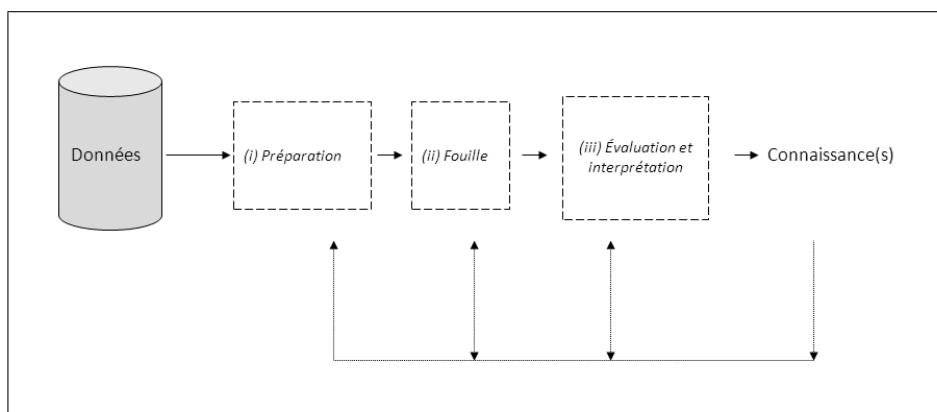 Données
(i) Préparation
(ii) Fouille
(iii) Évaluation et
interprétation
Connaissance(s)